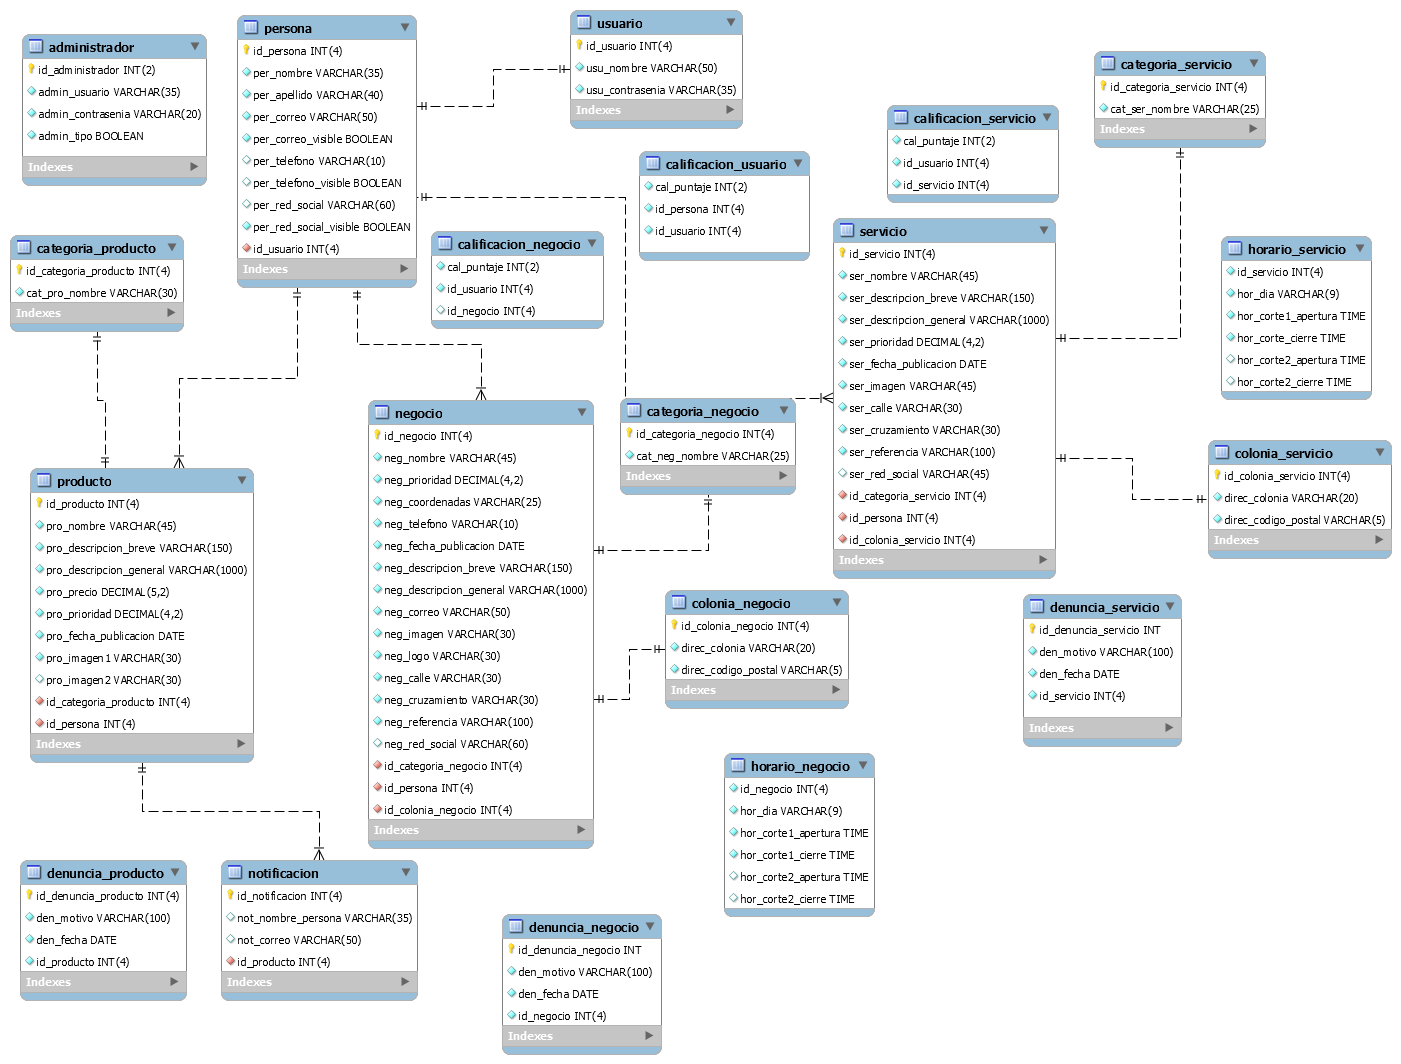 administrador
id_administrador INT(2)
admin_usuario VARCHAR(35)
admin_contrasenia VARCHAR(20)
admin_tipo BOOLEAN
Indexes
persona
id_persona INT(4)
per_nombre VARCHAR(35)
per_apellido VARCHAR(40)
per_correo VARCHAR(50)
per_correo_visible BOOLEAN
per_telefono VARCHAR(10)
per_telefono_visible BOOLEAN
per_red_social VARCHAR(60)
per_red_social_visible BOOLEAN
id_usuario INT(4)
Indexes
usuario
id_usuario INT(4)
usu_nombre VARCHAR(50)
usu_contrasenia VARCHAR(35)
Indexes
categoria_servicio
id_categoria_servicio INT(4)
cat_ser_nombre VARCHAR(25)
Indexes
calificacion_servicio
cal_puntaje INT(2)
id_usuario INT(4)
id_servicio INT(4)
calificacion_usuario
cal_puntaje INT(2)
id_persona INT(4)
id_usuario INT(4)
categoria_producto
id_categoria_producto INT(4)
cat_pro_nombre VARCHAR(30)
Indexes
calificacion_negocio
cal_puntaje INT(2)
id_usuario INT(4)
id_negocio INT(4)
servicio
id_servicio INT(4)
ser_nombre VARCHAR(45)
ser_descripcion_breve VARCHAR(150)
ser_descripcion_general VARCHAR(1000)
ser_prioridad DECIMAL(4,2)
ser_fecha_publicacion DATE
ser_imagen VARCHAR(45)
ser_calle VARCHAR(30)
ser_cruzamiento VARCHAR(30)
ser_referencia VARCHAR(100)
ser_red_social VARCHAR(45)
id_categoria_servicio INT(4)
id_persona INT(4)
id_colonia_servicio INT(4)
Indexes
horario_servicio
id_servicio INT(4)
hor_dia VARCHAR(9)
hor_corte1_apertura TIME
hor_corte_cierre TIME
hor_corte2_apertura TIME
hor_corte2_cierre TIME
negocio
id_negocio INT(4)
neg_nombre VARCHAR(45)
neg_prioridad DECIMAL(4,2)
neg_coordenadas VARCHAR(25)
neg_telefono VARCHAR(10)
neg_fecha_publicacion DATE
neg_descripcion_breve VARCHAR(150)
neg_descripcion_general VARCHAR(1000)
neg_correo VARCHAR(50)
neg_imagen VARCHAR(30)
neg_logo VARCHAR(30)
neg_calle VARCHAR(30)
neg_cruzamiento VARCHAR(30)
neg_referencia VARCHAR(100)
neg_red_social VARCHAR(60)
id_categoria_negocio INT(4)
id_persona INT(4)
id_colonia_negocio INT(4)
Indexes
categoria_negocio
id_categoria_negocio INT(4)
cat_neg_nombre VARCHAR(25)
Indexes
colonia_servicio
id_colonia_servicio INT(4)
direc_colonia VARCHAR(20)
direc_codigo_postal VARCHAR(5)
Indexes
producto
id_producto INT(4)
pro_nombre VARCHAR(45)
pro_descripcion_breve VARCHAR(150)
pro_descripcion_general VARCHAR(1000)
pro_precio DECIMAL(5,2)
pro_prioridad DECIMAL(4,2)
pro_fecha_publicacion DATE
pro_imagen1 VARCHAR(30)
pro_imagen2 VARCHAR(30)
id_categoria_producto INT(4)
id_persona INT(4)
Indexes
colonia_negocio
id_colonia_negocio INT(4)
direc_colonia VARCHAR(20)
direc_codigo_postal VARCHAR(5)
Indexes
denuncia_servicio
id_denuncia_servicio INT
den_motivo VARCHAR(100)
den_fecha DATE
id_servicio INT(4)
Indexes
horario_negocio
id_negocio INT(4)
hor_dia VARCHAR(9)
hor_corte1_apertura TIME
hor_corte1_cierre TIME
hor_corte2_apertura TIME
hor_corte2_cierre TIME
denuncia_producto
id_denuncia_producto INT(4)
den_motivo VARCHAR(100)
den_fecha DATE
id_producto INT(4)
Indexes
notificacion
id_notificacion INT(4)
not_nombre_persona VARCHAR(35)
not_correo VARCHAR(50)
id_producto INT(4)
Indexes
denuncia_negocio
id_denuncia_negocio INT
den_motivo VARCHAR(100)
den_fecha DATE
id_negocio INT(4)
Indexes